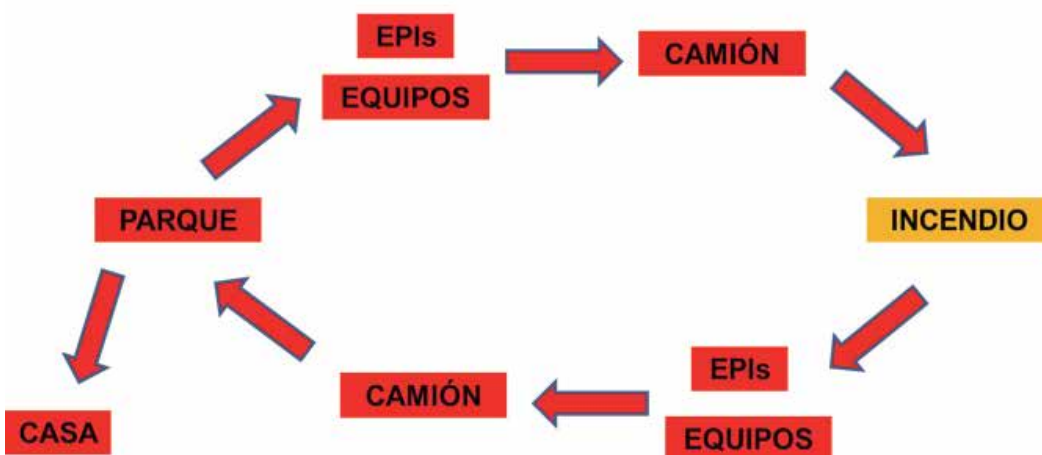 EPIs
EQUIPOS
CAMIÓN
PARQUE
INCENDIO
EPIs
CAMIÓN
EQUIPOS
CASA